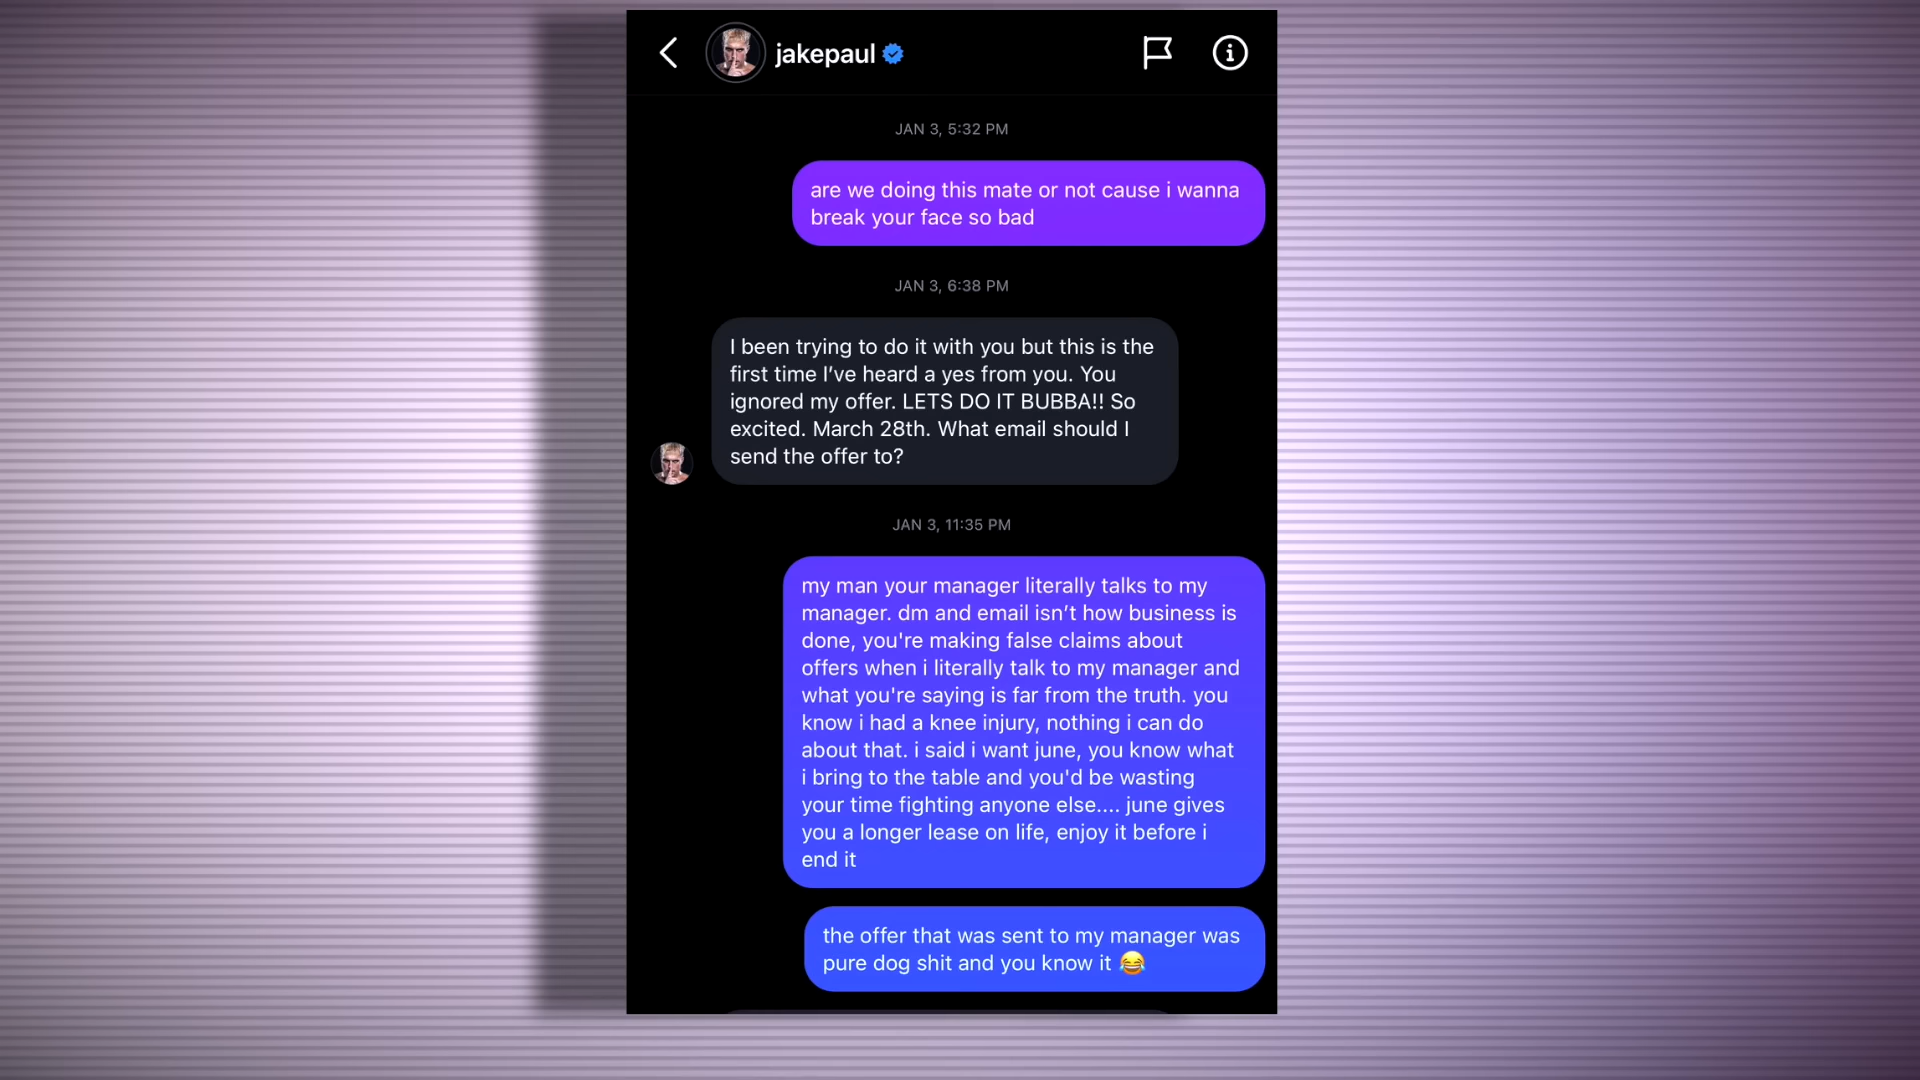 jakepaul
JAN 3, 5:32 PM
are we doing this mate or not cause i wanna
break your face so bad
JAN 3, 6:38 PM
I been trying to do it with you but this is the
first time I’ve heard a yes from you. You
ignored my offer. LETS DO IT BUBBA!! So
excited. March 28th. What email should I
send the offer to?
JAN 3, 11:35 PM
my man your manager literally talks to my
manager. dm and email isn’t how business is
done, you're making false claims about
offers when i literally talk to my manager and
what you're saying is far from the truth. you
know i had a knee injury, nothing i can do
about that. i said i want june, you know what
i bring to the table and you'd be wasting
your time fighting anyone else.... june gives
you a longer lease on life, enjoy it before i
end it
the offer that was sent to my manager was
pure dog shit and you know it 😂